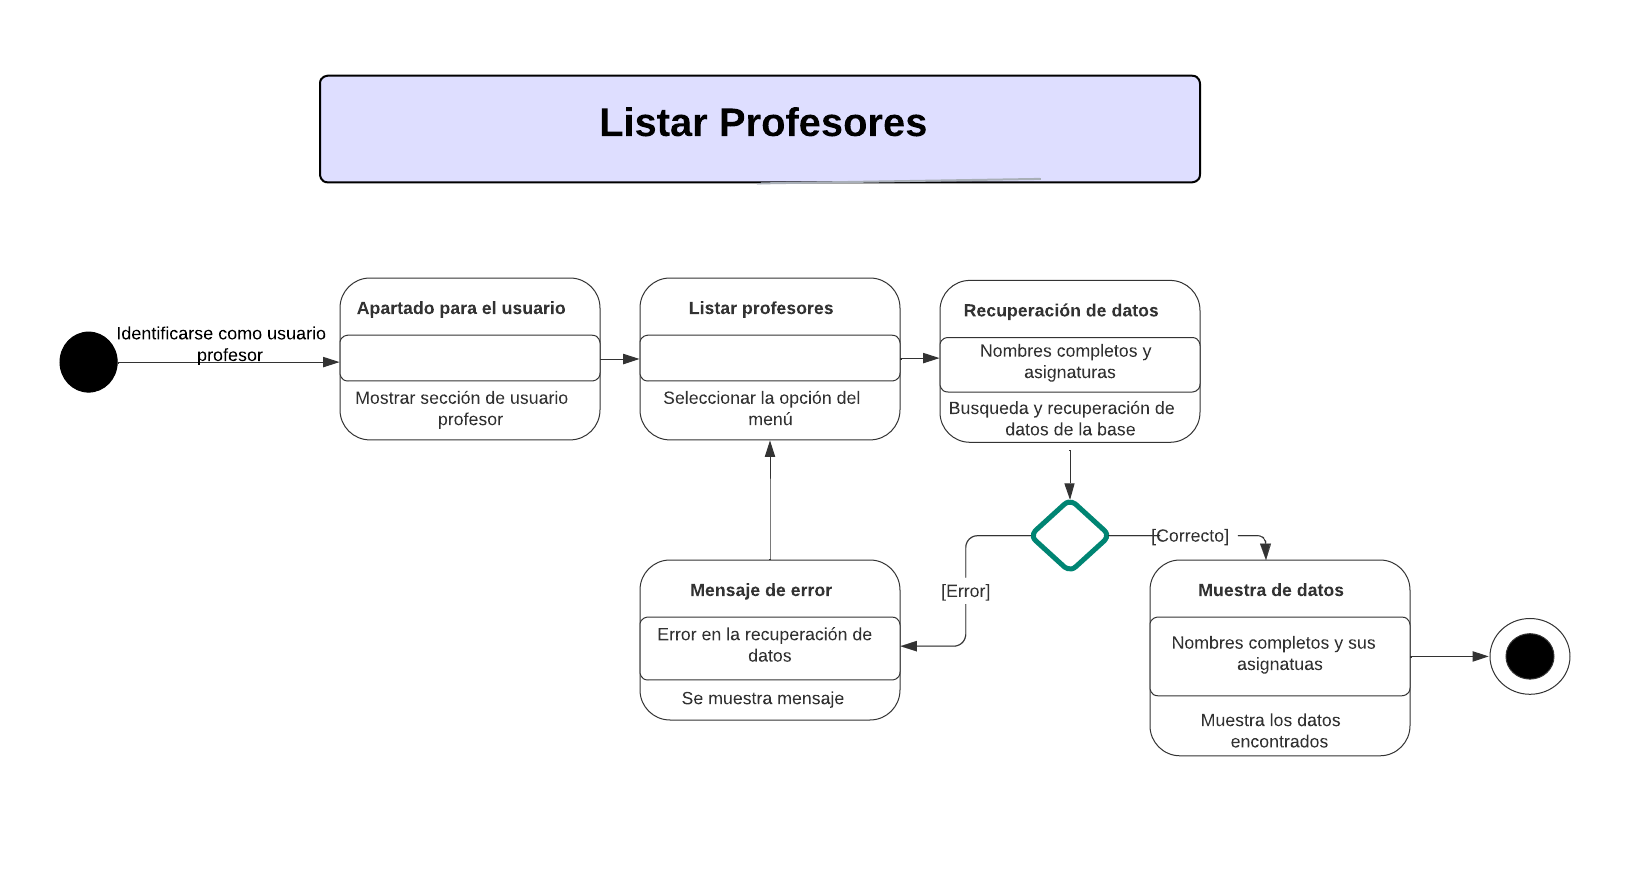 Listar Profesores
Identificarse como usuario
profesor
Apartado para el usuario
Mostrar sección de usuario
profesor
Listar profesores
Seleccionar la opción del
menú
Recuperación de datos
Nombres completos y
asignaturas
Busqueda y recuperación de
datos de la base
[Correcto]
[Error]
Mensaje de error
Error en la recuperación de
datos
Se muestra mensaje
Muestra de datos
Nombres completos y sus
asignatuas
Muestra los datos
encontrados